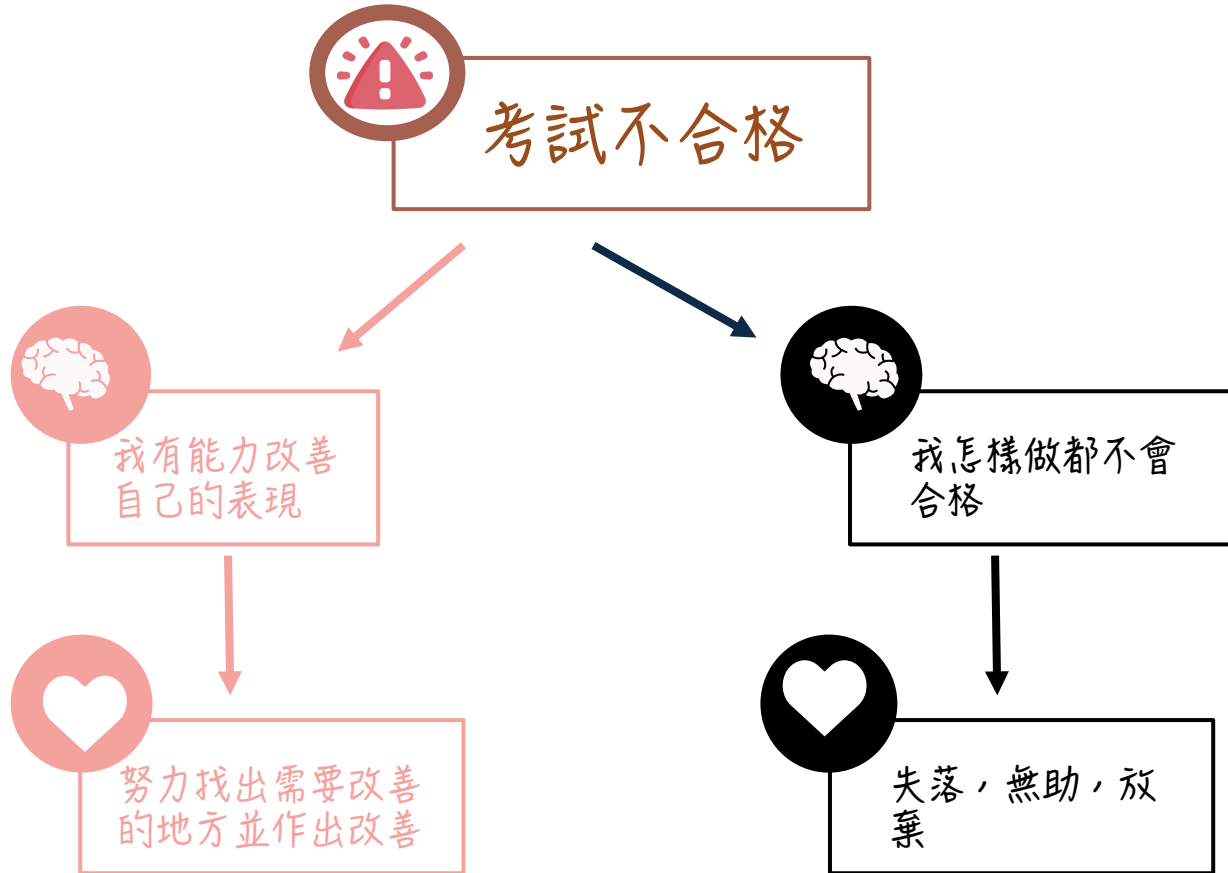 考試不合格
我有能力改善
自己的表現
我怎樣做都不會
合格
努力找出需要改善
的地方並作出改善
失落，無助，放
棄